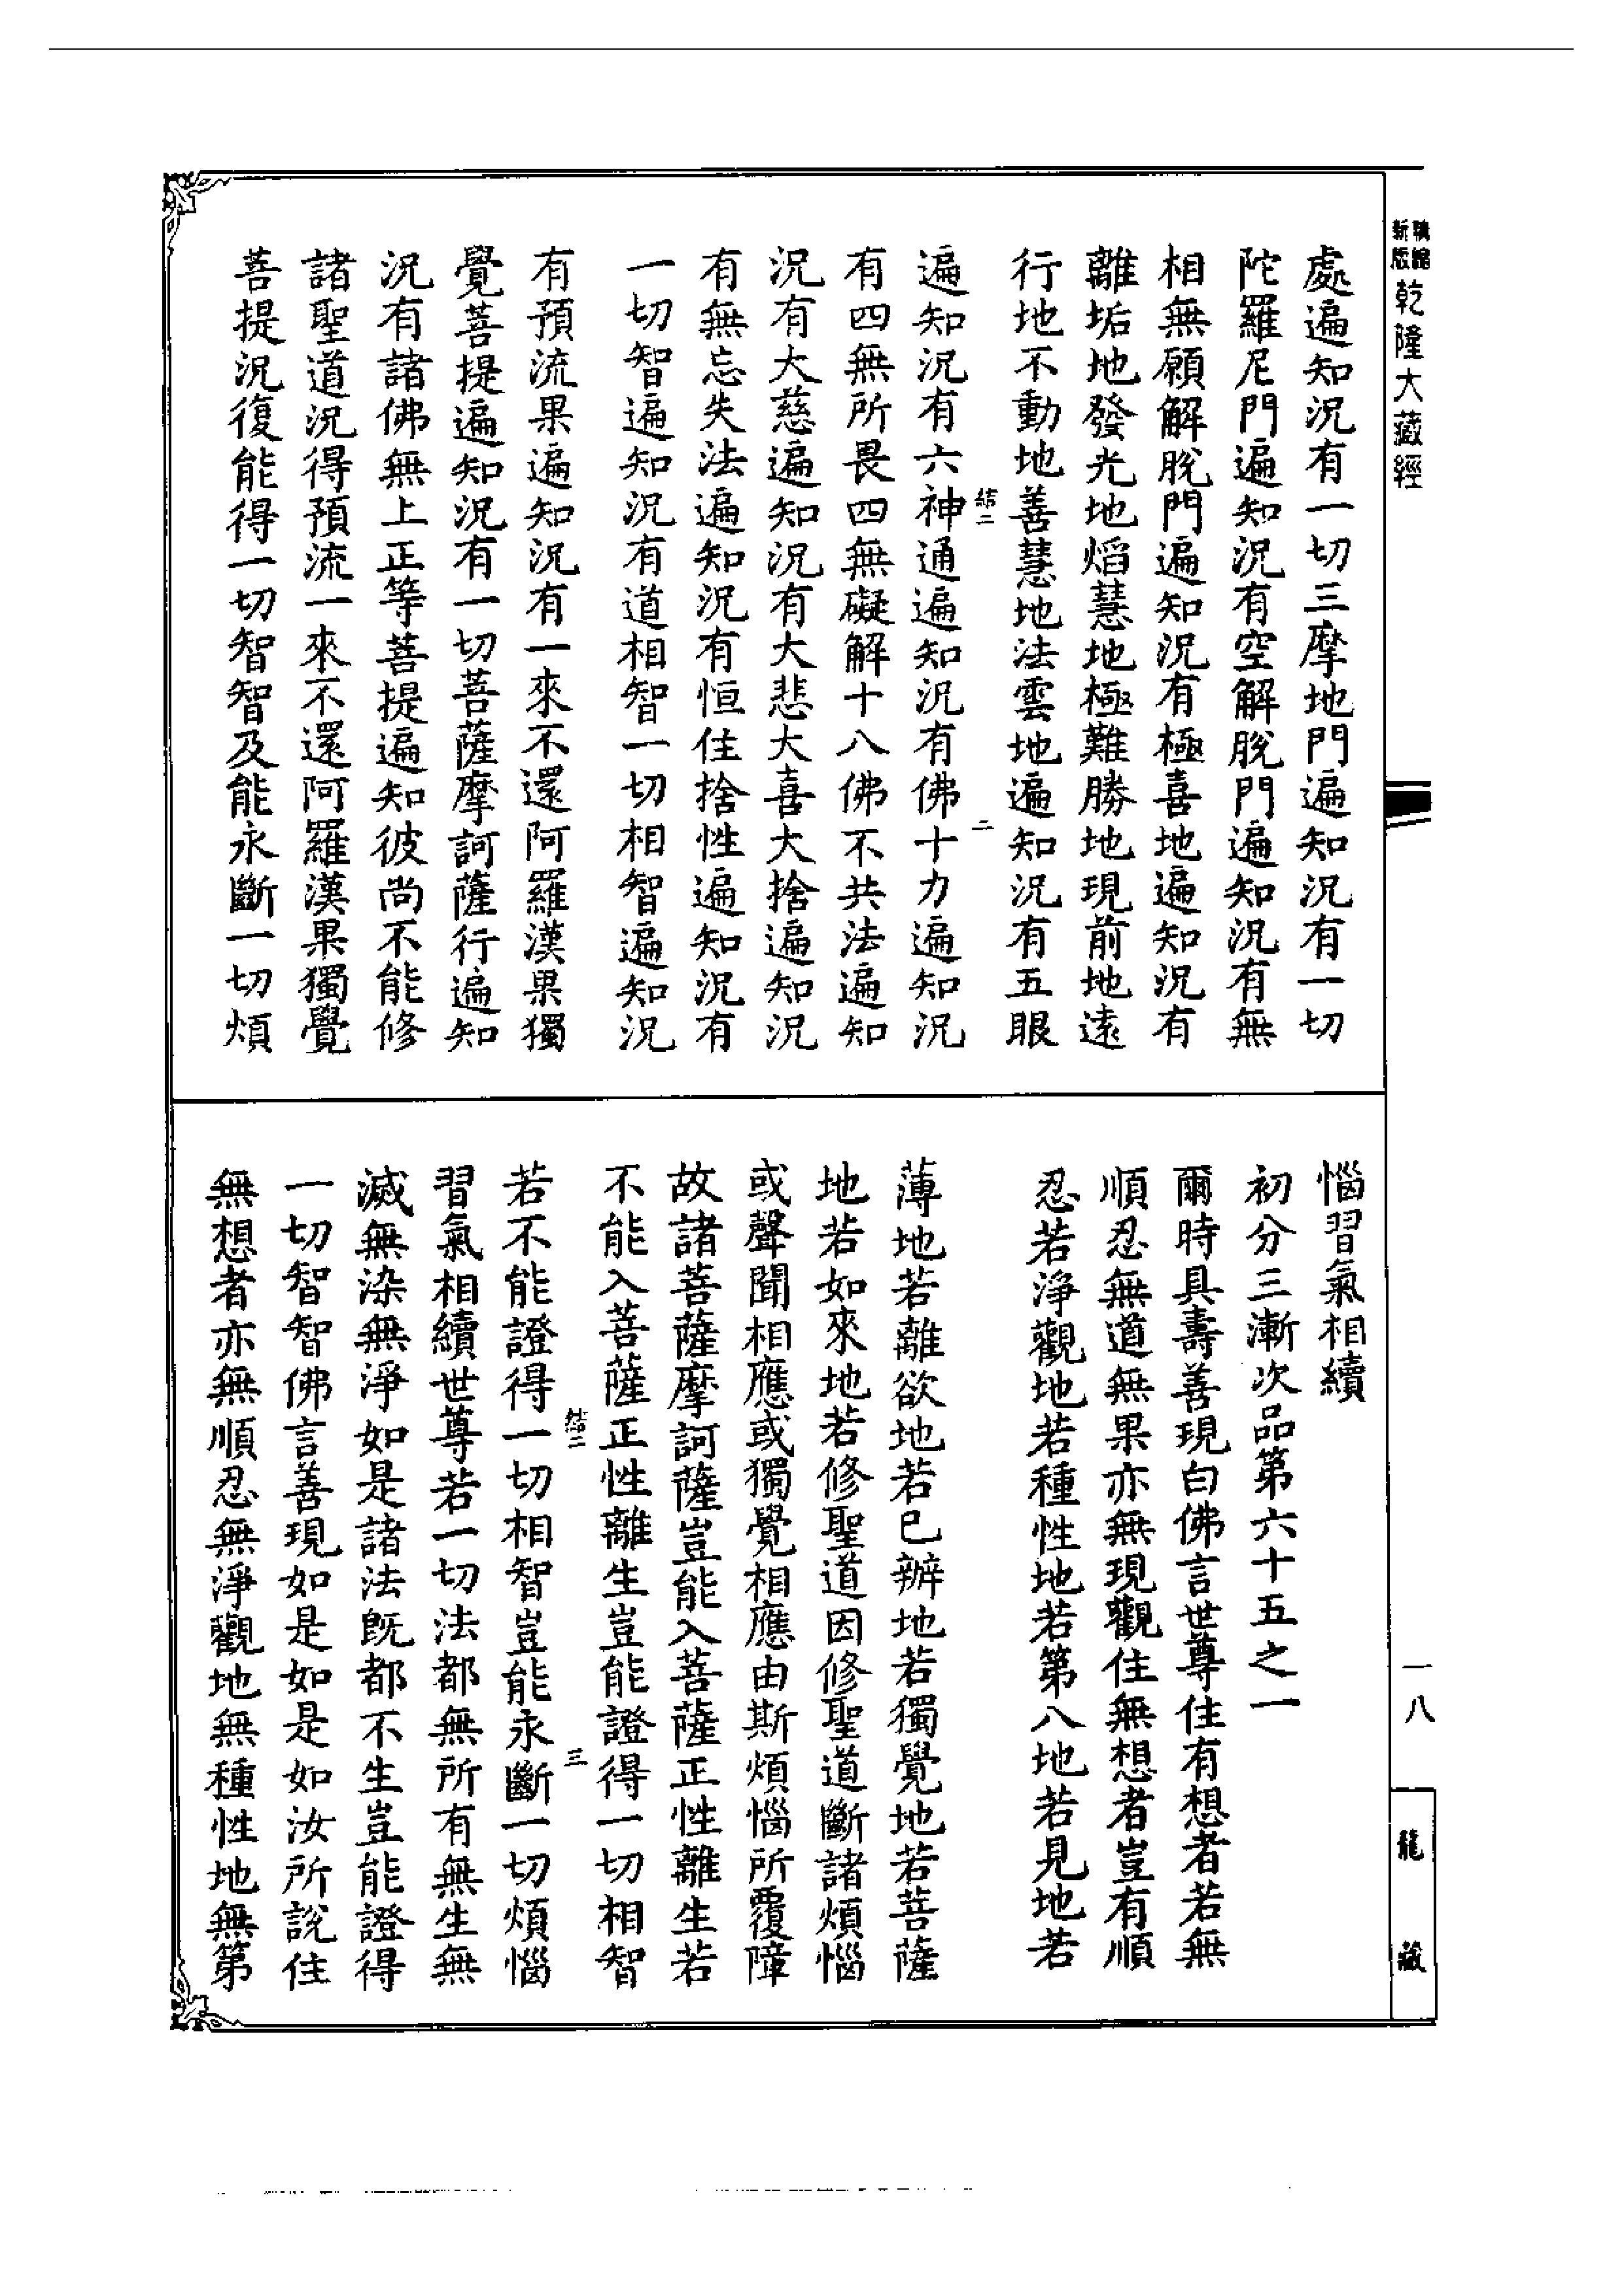 新版精縮
乾隆大藏經
一八
龍藏
處遍知況有一切三摩地門遍知況有一切
陀羅尼門遍知況有空解脫門遍知況有無
相無願解脫門遍知況有極喜地遍知況有
離垢地發光地焰慧地極難勝地現前地遠
行地不動地善慧地法雲地遍知況有五眼
結二
二
遍知況有六神通遍知況有佛十力遍知況
有四無所畏四無礙解十八佛不共法遍知
況有大慈遍知況有大悲大喜大捨遍知況
有無忘失法遍知況有恒住捨性遍知況有
一切智遍知況有道相智一切相智遍知況
有預流果遍知況有一來不還阿羅漢果獨
覺菩提遍知況有一切菩薩摩訶薩行遍知
況有諸佛無上正等菩提遍知彼尚不能修
諸聖道況得預流一來不還阿羅漢果獨覺
菩提況復能得一切智智及能永斷一切煩
惱習氣相續
初分三漸次品第六十五之一
爾時具壽善現白佛言世尊住有想者若無
順忍無道無果亦無現觀住無想者豈有順
忍若淨觀地若種性地若第八地若見地若
薄地若離欲地若已辦地若獨覺地若菩薩
地若如來地若修聖道因修聖道斷諸煩惱
或聲聞相應或獨覺相應由斯煩惱所覆障
故諸菩薩摩訶薩豈能入菩薩正性離生若
不能入菩薩正性離生豈能證得一切相智
結二
三
若不能證得一切相智豈能永斷一切煩惱
習氣相續世尊若一切法都無所有無生無
滅無染無淨如是諸法既都不生豈能證得
一切智智佛言善現如是如是如汝所說住
無想者亦無順忍無淨觀地無種性地無第